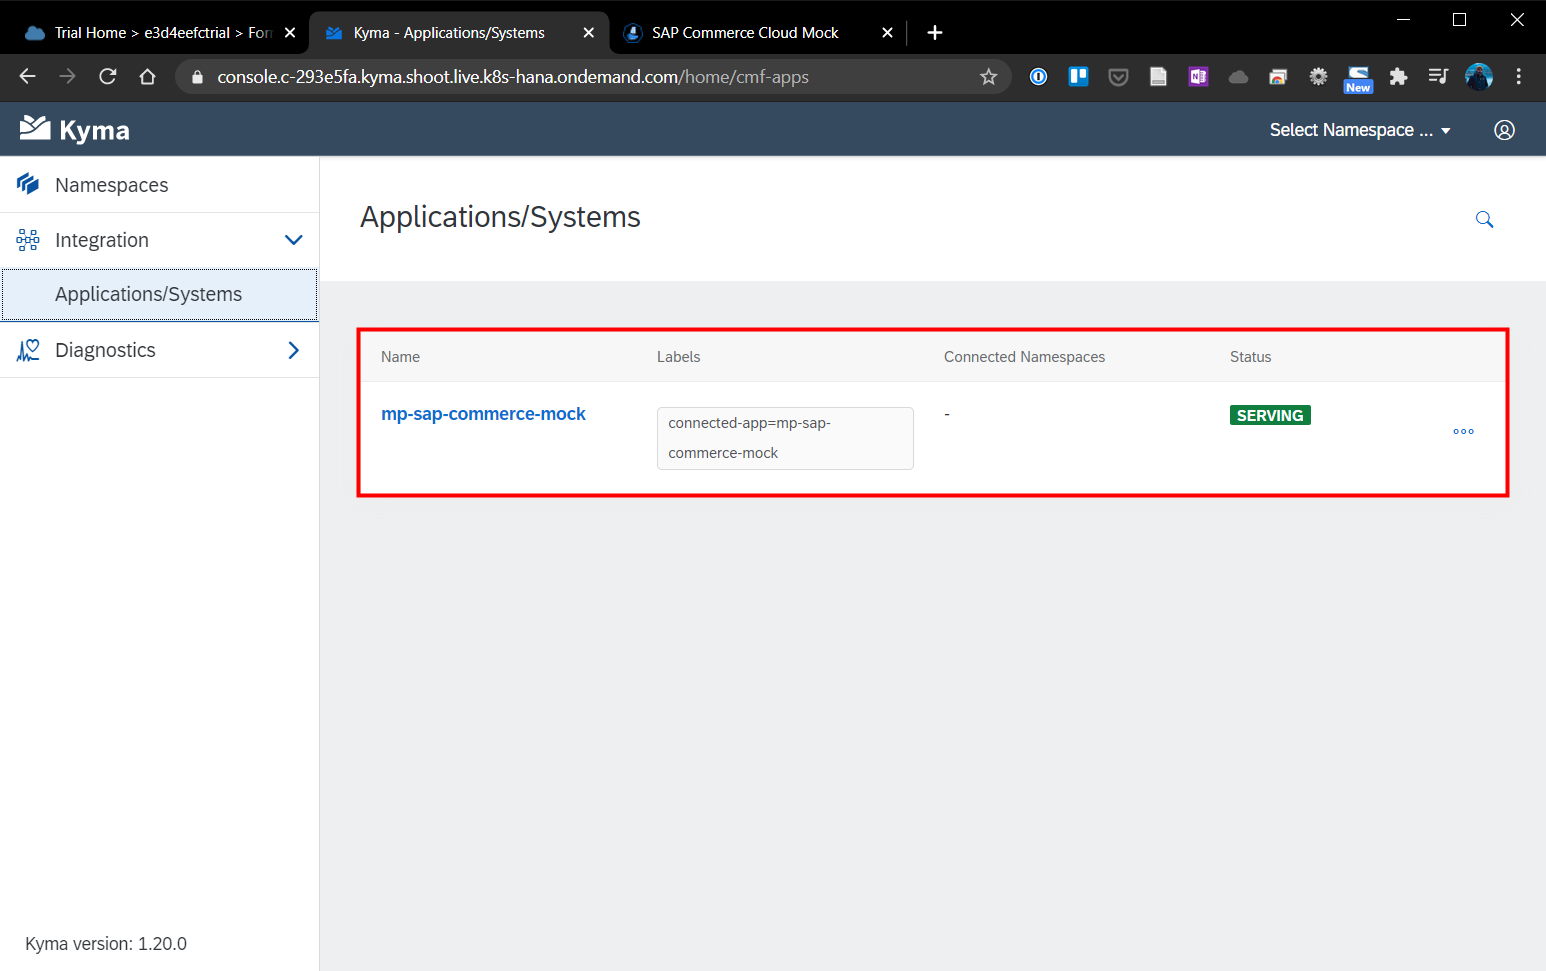 Trial Home > e3d4eefctrial > For
Kyma - Applications/Systems
SAP Commerce Cloud Mock
console.c-293e5fa.kyma.shoot.live.k8s-hana.ondemand.com/home/cmf-apps
New
Kyma
Select Namespace ...
Namespaces
Integration
Applications/Systems
Diagnostics
Applications/Systems
Name Labels Connected Namespaces Status
mp-sap-commerce-mock connected-app=mp-sap- - SERVING
commerce-mock
Kyma version: 1.20.0